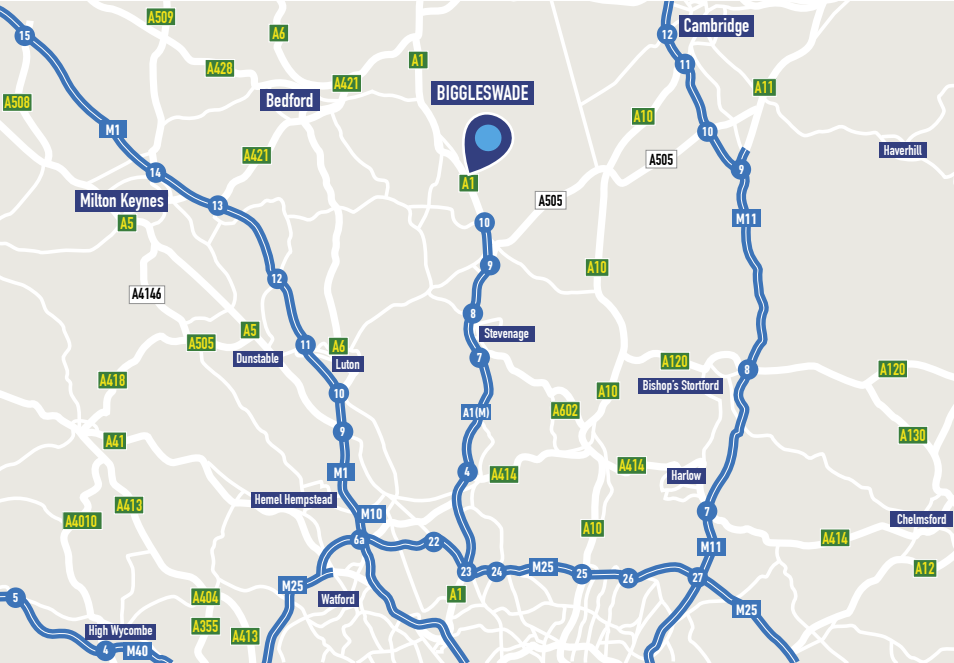 A509
Cambridge
A6
12
15
A1
11
A428
A421
A11
Bedford
BIGGLESWADE
A508
A10
M1
10
Haverhill
A421
A505
14
9
A1
Milton Keynes
A505
13
A5
10
M11
9
A10
12
A4146
8
A5
Stevenage
A505
11
A6
7
Dunstable
Luton
A120
8
A120
A418
Bishop's Stortford
10
A10
A1(M)
A602
9
A130
A41
A414
M1
4
A414
Harlow
Hemel Hempstead
A413
7
M10
Chelmsford
A4010
A10
6a
22
A414
M11
M25
23
24
25
26
27
A12
M25
5
A404
Watford
A1
M25
A355
High Wycombe
A413
4
M40